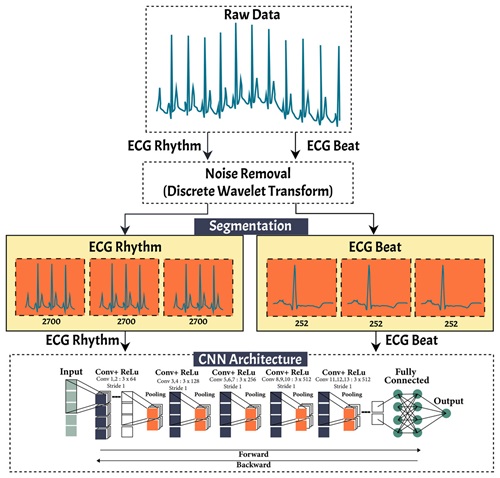 Raw Data
ECG Rhythm
ECG Beat
Noise Removal
(Discrete Wavelet Transform)
Segmentation
ECG Rhythm
ECG Beat
2700
2700
2700
252
252
252
ECG Rhythm
ECG Beat
CNN Architecture
Input
Conv+ ReLu
Conv 1,2 : 3 x 64
Stride 1
Conv+ ReLu
Conv 3,4 : 3 x 128
Stride 1
Conv+ ReLu
Conv 5,6,7 : 3 x 256
Stride 1
Conv+ ReLu
Conv 8,9,10 : 3 x 512
Stride 1
Conv+ ReLu
Conv 11,12,13 : 3 x 512
Stride 1
Fully
Connected
Pooling
Pooling
Pooling
Pooling
Pooling
Output
Forward
Backward